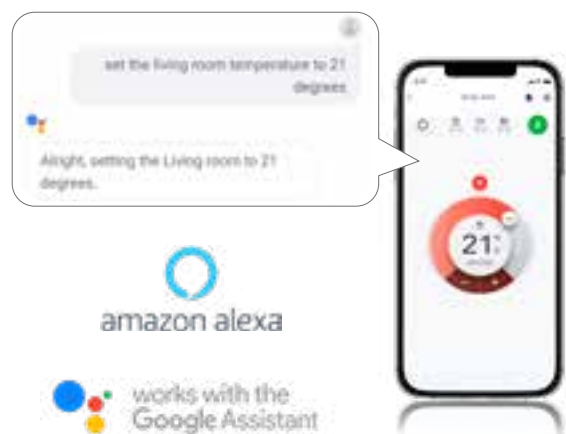 set the living room temperature to 21
degrees
Alright, setting the Living room to 21
degrees.
21
amazon alexa
works with the
Google Assistant